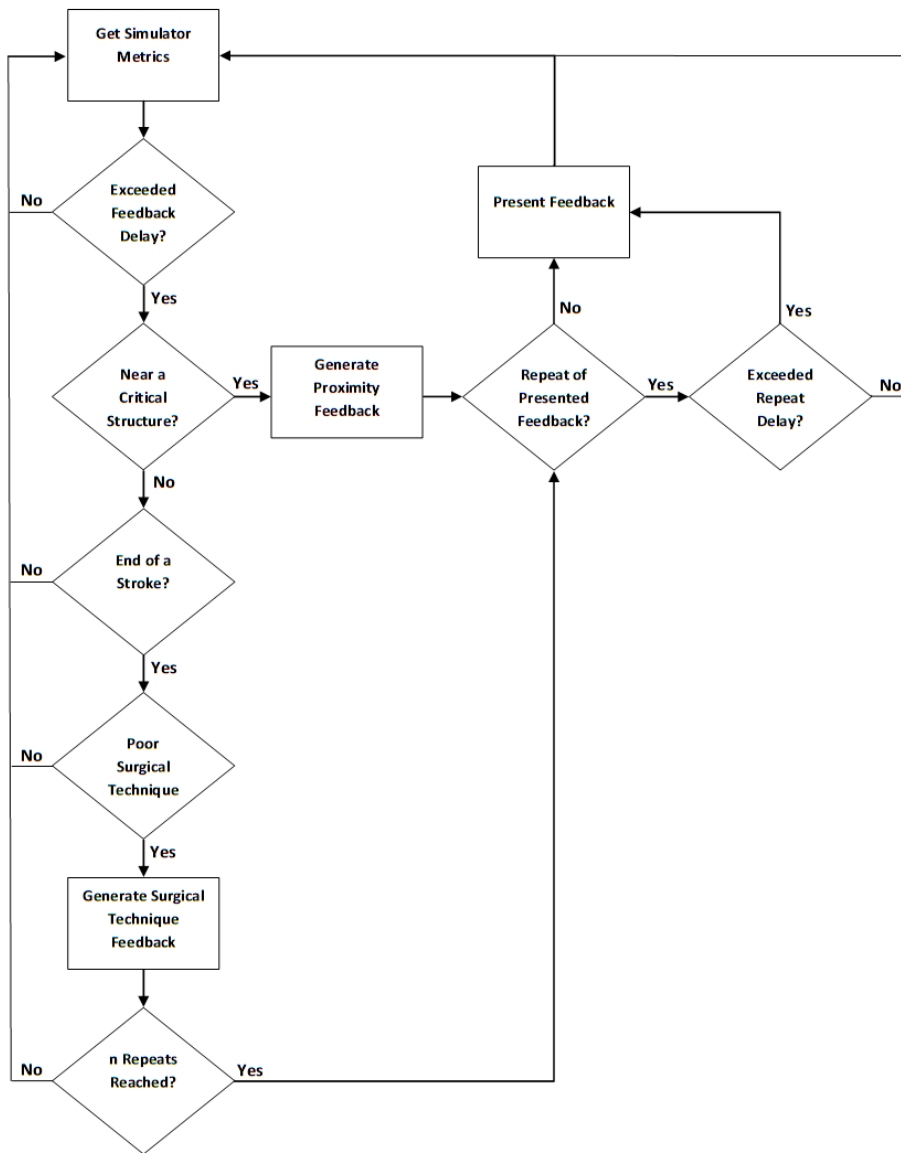 Get Simulator
Metrics
No
Exceeded
Feedback
Delay?
Yes
Near a
Critical
Structure?
Yes
Generate
Proximity
Feedback
Repeat of
Presented
Feedback?
Yes
Exceeded
Repeat
Delay?
No
Yes
No
Present Feedback
No
End of a
Stroke?
No
Yes
Poor
Surgical
Technique
No
Yes
Generate Surgical
Technique
Feedback
n Repeats
Reached?
No
Yes